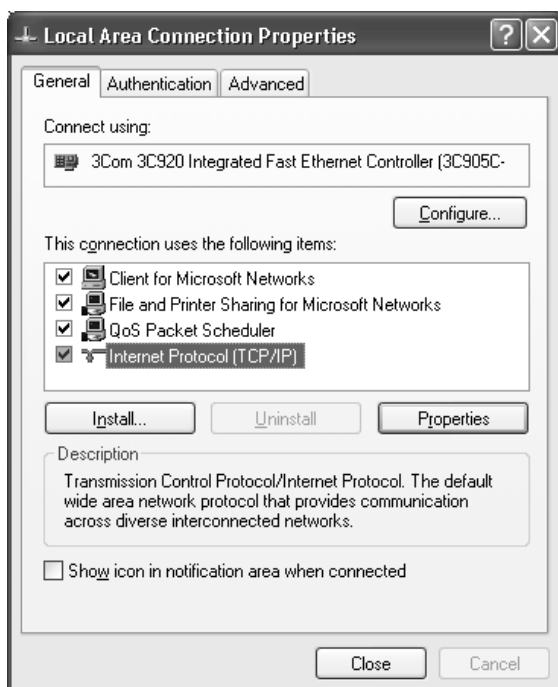 Local Area Connection Properties
General Authentication Advanced
Connect using:
3Com 3C920 Integrated Fast Ethernet Controller (3C905C-
Configure...
This connection uses the following items:
Client for Microsoft Networks
File and Printer Sharing for Microsoft Networks
QoS Packet Scheduler
Internet Protocol (TCP/IP)
Install... Uninstall Properties
Description
Transmission Control Protocol/Internet Protocol. The default
wide area network protocol that provides communication
across diverse interconnected networks.
Show icon in notification area when connected
Close Cancel